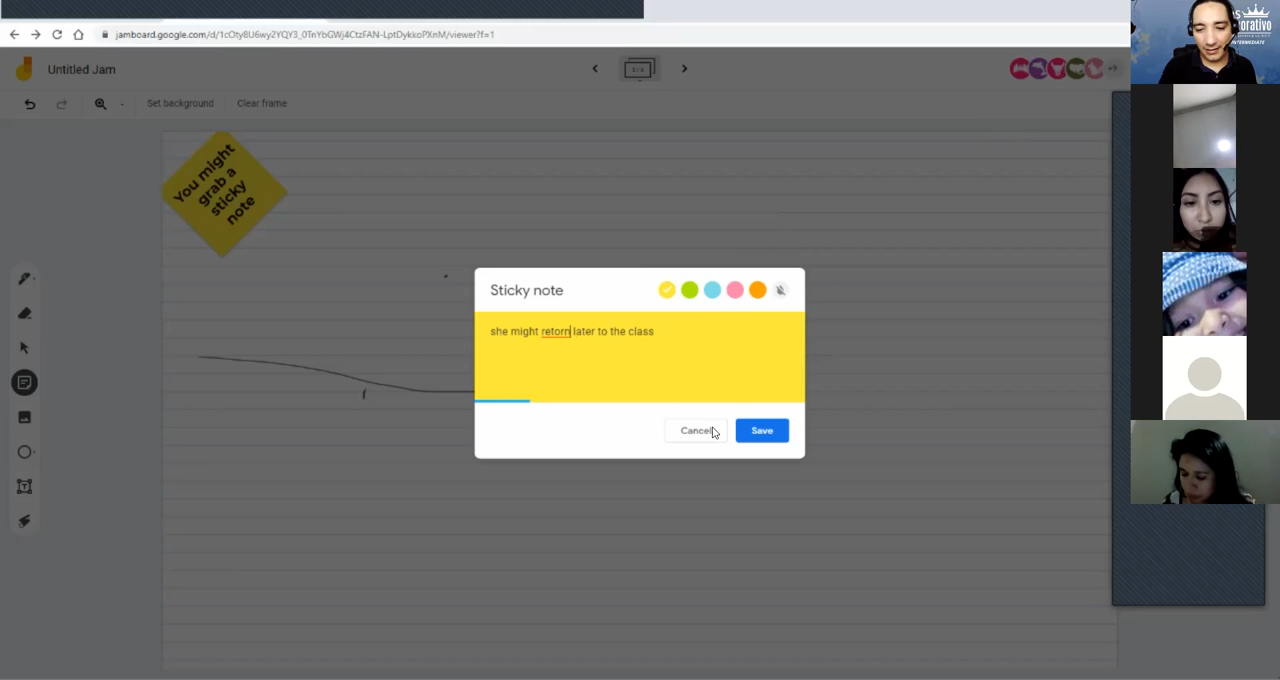 jamboard.google.com/d/1cOty8U6wy2YQY3_0TnYbGWj4CtzFAN-LptDykkoPXnM/viewer?f=1
Untitled Jam
Set background
Clear frame
You might
grab a
sticky
note
Sticky note
she might retorn later to the class
Cancel
Save
INTERMEDIATE